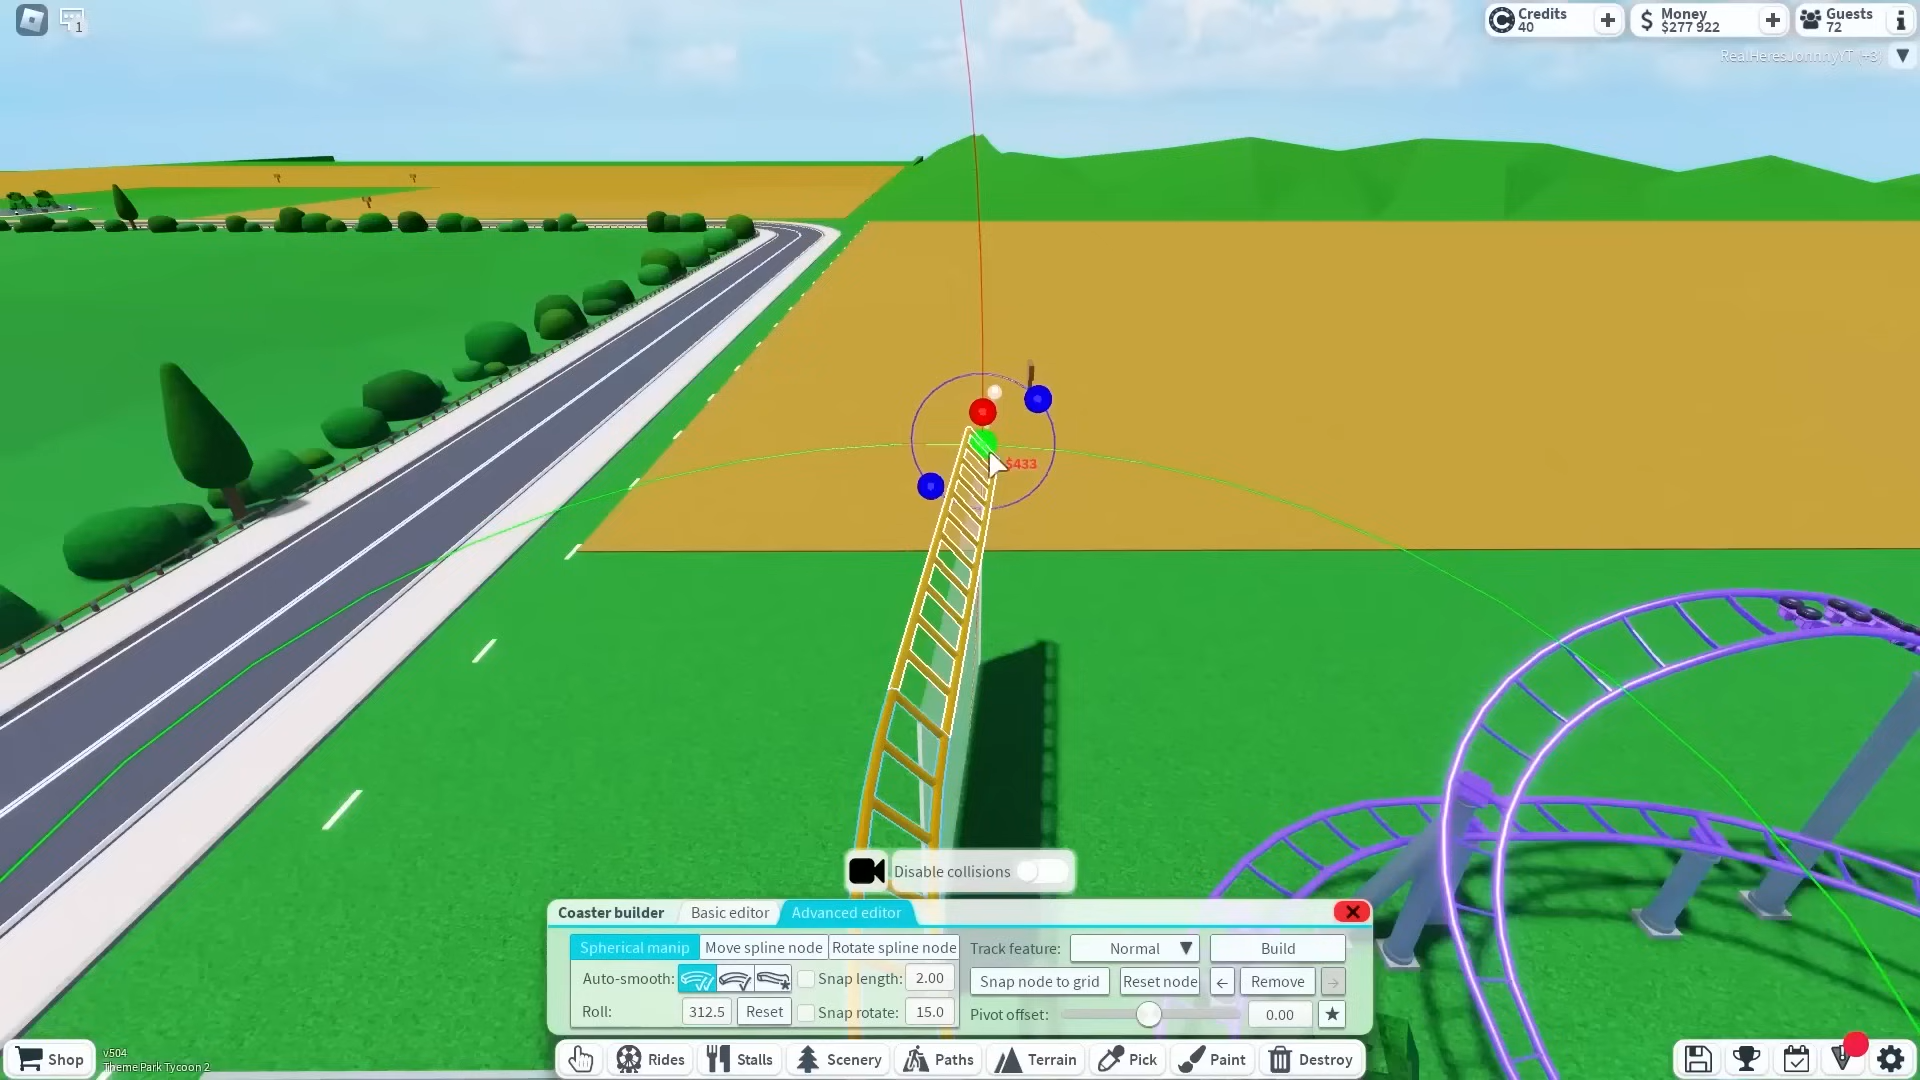 1
Credits
40
Money
$277 922
Guests
72
RealHeresJohnnyYT (+3)
$433
Disable collisions
Coaster builder
Basic editor
Advanced editor
Spherical manip
Move spline node
Rotate spline node
Track feature:
Normal
Build
Auto-smooth:
Snap length:
2.00
Snap node to grid
Reset node
Remove
Roll:
312.5
Reset
Snap rotate:
15.0
Pivot offset:
0.00
Shop
v504
Theme Park Tycoon 2
Rides
Stalls
Scenery
Paths
Terrain
Pick
Paint
Destroy